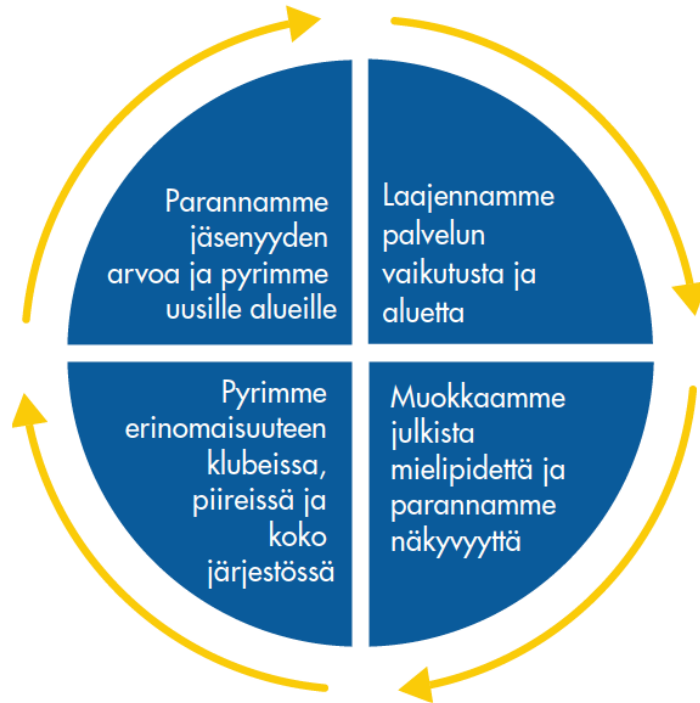 Parannamme
jäsenyyden
arvoa ja pyrimme
uusille alueille
Laajennamme
palvelun
vaikutusta ja
aluetta
Pyrimme
erinomaisuuteen
klubeissa,
piireissä ja
koko
järjestössä
Muokkaamme
julkista
mielipidettä ja
parannamme
näkyvyyttä